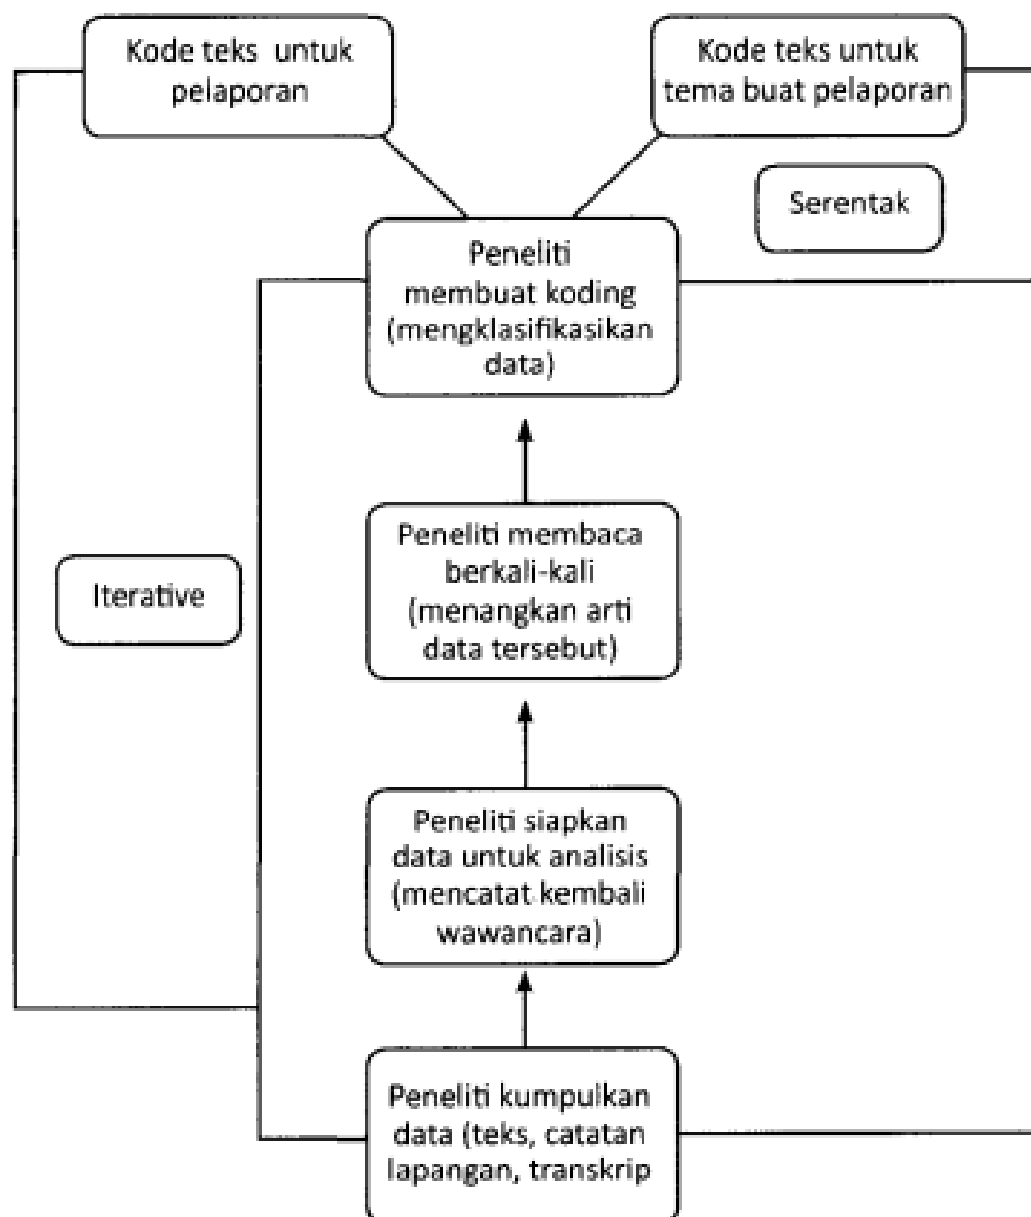 Kode teks untuk
pelaporan
Kode teks untuk
tema buat pelaporan
Serentak
Peneliti
membuat koding
(mengklasifikasikan
data)
Peneliti membaca
berkali-kali
(menangkan arti
data tersebut)
Iterative
Peneliti siapkan
data untuk analisis
(mencatat kembali
wawancara)
Peneliti kumpulkan
data (teks, catatan
lapangan, transkrip